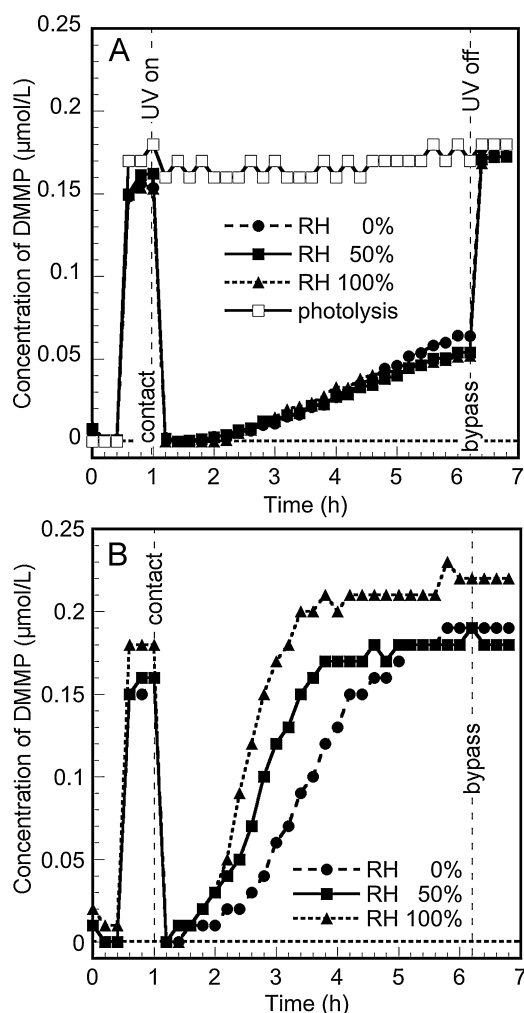 0.25
A
UV on
UV off
0.2
0.15
0.1
0.05
0
Concentration of DMMP (µmol/L)
RH 0%
RH 50%
RH 100%
photolysis
contact
bypass
0 1 2 3 4 5 6 7
Time (h)
0.25
B
contact
0.2
0.15
0.1
0.05
0
Concentration of DMMP (µmol/L)
bypass
RH 0%
RH 50%
RH 100%
0 1 2 3 4 5 6 7
Time (h)